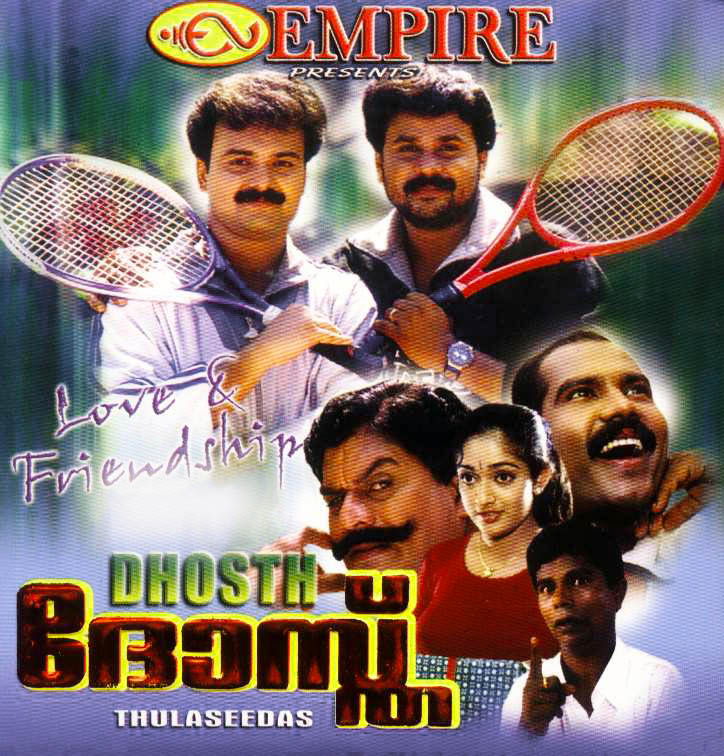 EMPIRE
PRESENTS
Love &
Friendship
DHOSTH
ദോസ്ത്
THULASEEDAS